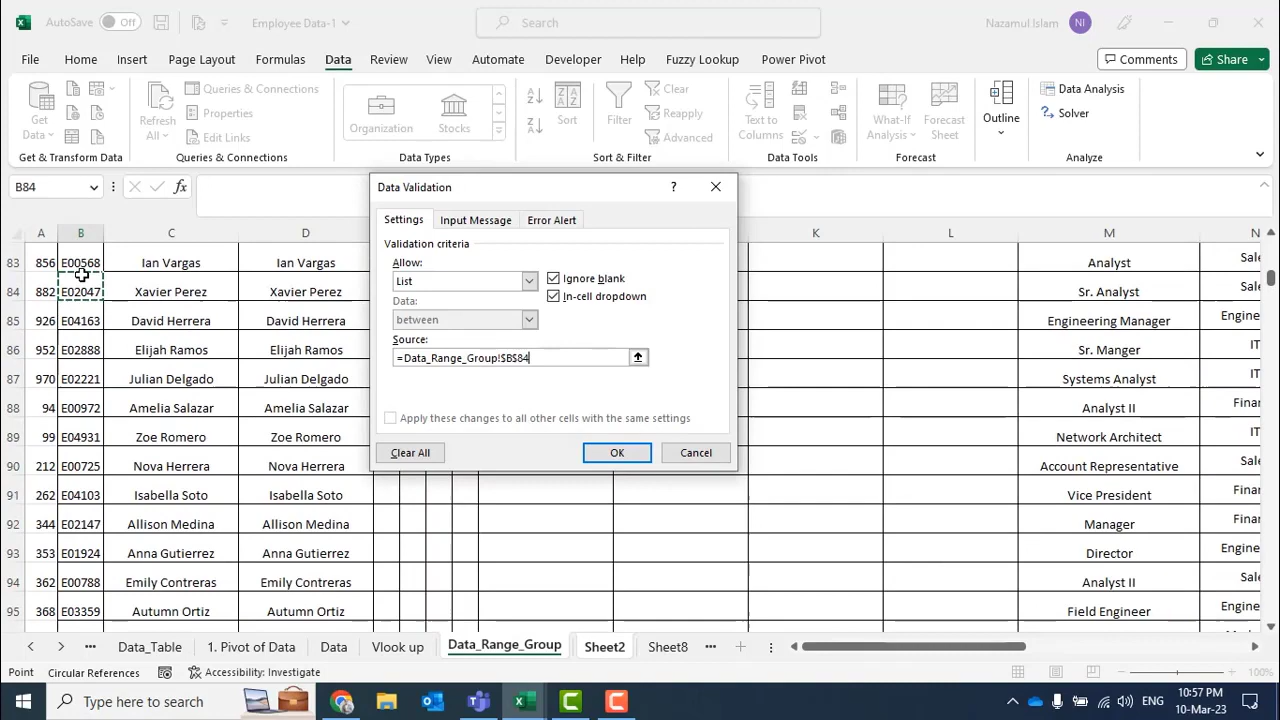 AutoSave Off Employee Data-1 Search Nazamul Islam NI
File Home Insert Page Layout Formulas Data Review View Automate Developer Help Fuzzy Lookup Power Pivot Comments Share
Get Data
Refresh All
Queries & Connections
Properties
Edit Links
Organization Stocks
Sort
Filter
Clear
Reapply
Advanced
Text to Columns
What-If Analysis
Forecast Sheet
Outline
Data Analysis
Solver
Get & Transform Data Queries & Connections Data Types Sort & Filter Data Tools Forecast Analyze
B84 fx
Data Validation ?
Settings Input Message Error Alert
Validation criteria
Allow:
List Ignore blank
Data: In-cell dropdown
between
Source:
=Data_Range_Group!$B$84
Apply these changes to all other cells with the same settings
Clear All OK Cancel
A B C D K L M N
83 856 E00568 Ian Vargas Ian Vargas Analyst Sale
84 882 E02047 Xavier Perez Xavier Perez Sr. Analyst Sale
85 926 E04163 David Herrera David Herrera Engineering Manager Engine
86 952 E02888 Elijah Ramos Elijah Ramos Sr. Manger IT
87 970 E02221 Julian Delgado Julian Delgado Systems Analyst IT
88 94 E00972 Amelia Salazar Amelia Salazar Analyst II Finan
89 99 E04931 Zoe Romero Zoe Romero Network Architect IT
90 212 E00725 Nova Herrera Nova Herrera Account Representative Sale
91 262 E04103 Isabella Soto Isabella Soto Vice President Finan
92 344 E02147 Allison Medina Allison Medina Manager Finan
93 353 E01924 Anna Gutierrez Anna Gutierrez Director Engine
94 362 E00788 Emily Contreras Emily Contreras Analyst II Sale
95 368 E03359 Autumn Ortiz Autumn Ortiz Field Engineer Engine
Data_Table 1. Pivot of Data Data Vlook up Data_Range_Group Sheet2 Sheet8
Point Circular References Accessibility: Investigate 100%
Type here to search ENG 10:57 PM
10-Mar-23